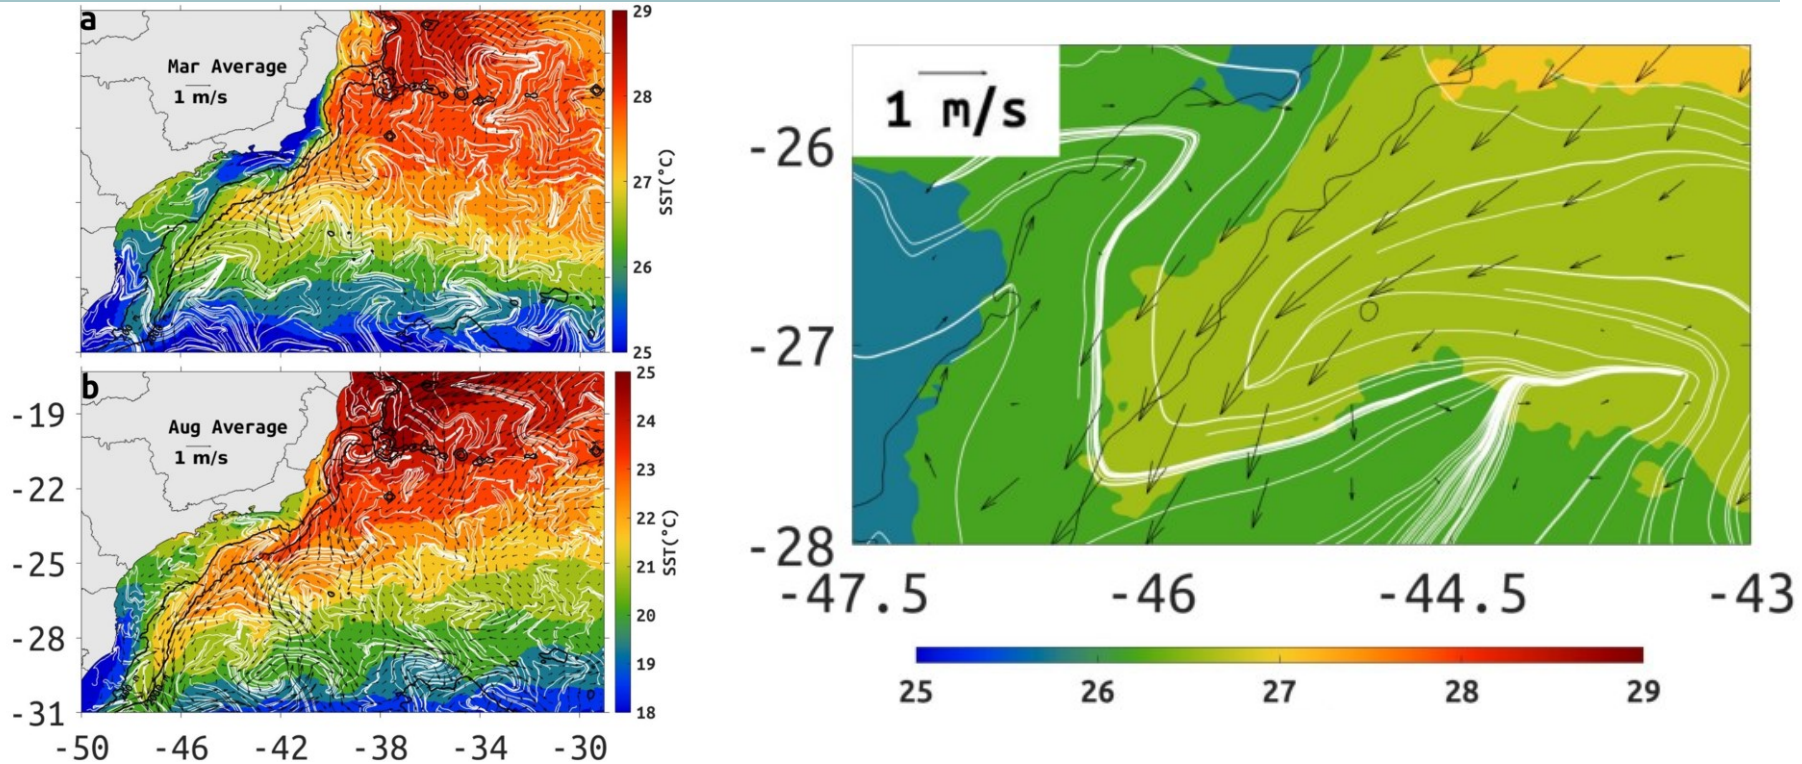 a
Mar Average
1 m/s
29
28
27
26
25
SST(°C)
b
Aug Average
1 m/s
25
24
23
22
21
20
19
18
SST(°C)
-19
-22
-25
-28
-31
-50 -46 -42 -38 -34 -30
1 m/s
-26
-27
-28
-47.5 -46 -44.5 -43
25 26 27 28 29